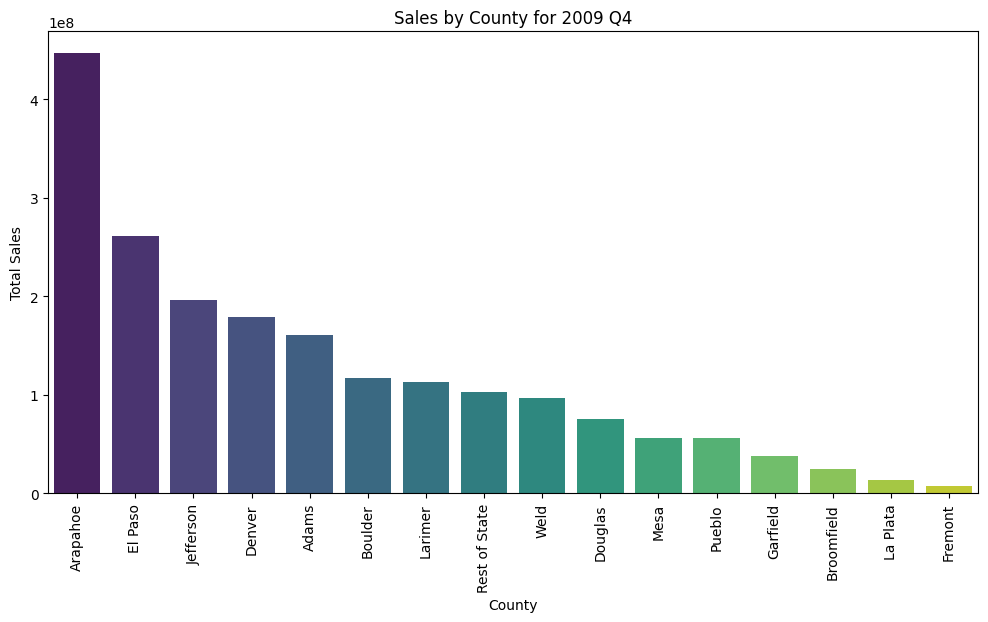 Sales by County for 2009 Q4
1e8
4
3
2
1
0
Total Sales
Arapahoe
El Paso
Jefferson
Denver
Adams
Boulder
Larimer
Rest of State
Weld
Douglas
Mesa
Pueblo
Garfield
Broomfield
La Plata
Fremont
County